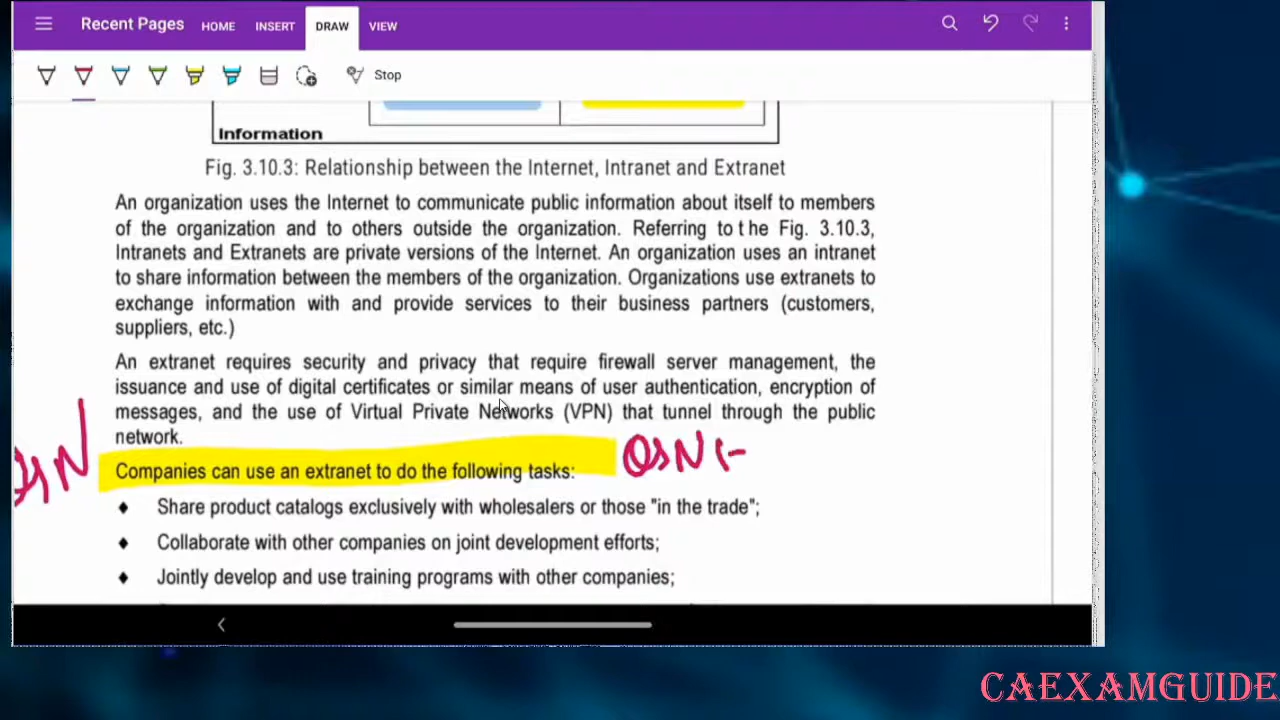 Recent Pages HOME INSERT DRAW VIEW
Stop
Information
Fig. 3.10.3: Relationship between the Internet, Intranet and Extranet
An organization uses the Internet to communicate public information about itself to members
of the organization and to others outside the organization. Referring to t he Fig. 3.10.3,
Intranets and Extranets are private versions of the Internet. An organization uses an intranet
to share information between the members of the organization. Organizations use extranets to
exchange information with and provide services to their business partners (customers,
suppliers, etc.)
An extranet requires security and privacy that require firewall server management, the
issuance and use of digital certificates or similar means of user authentication, encryption of
messages, and the use of Virtual Private Networks (VPN) that tunnel through the public
network.
Companies can use an extranet to do the following tasks:
♦ Share product catalogs exclusively with wholesalers or those "in the trade";
♦ Collaborate with other companies on joint development efforts;
♦ Jointly develop and use training programs with other companies;
CAEXAMGUIDE